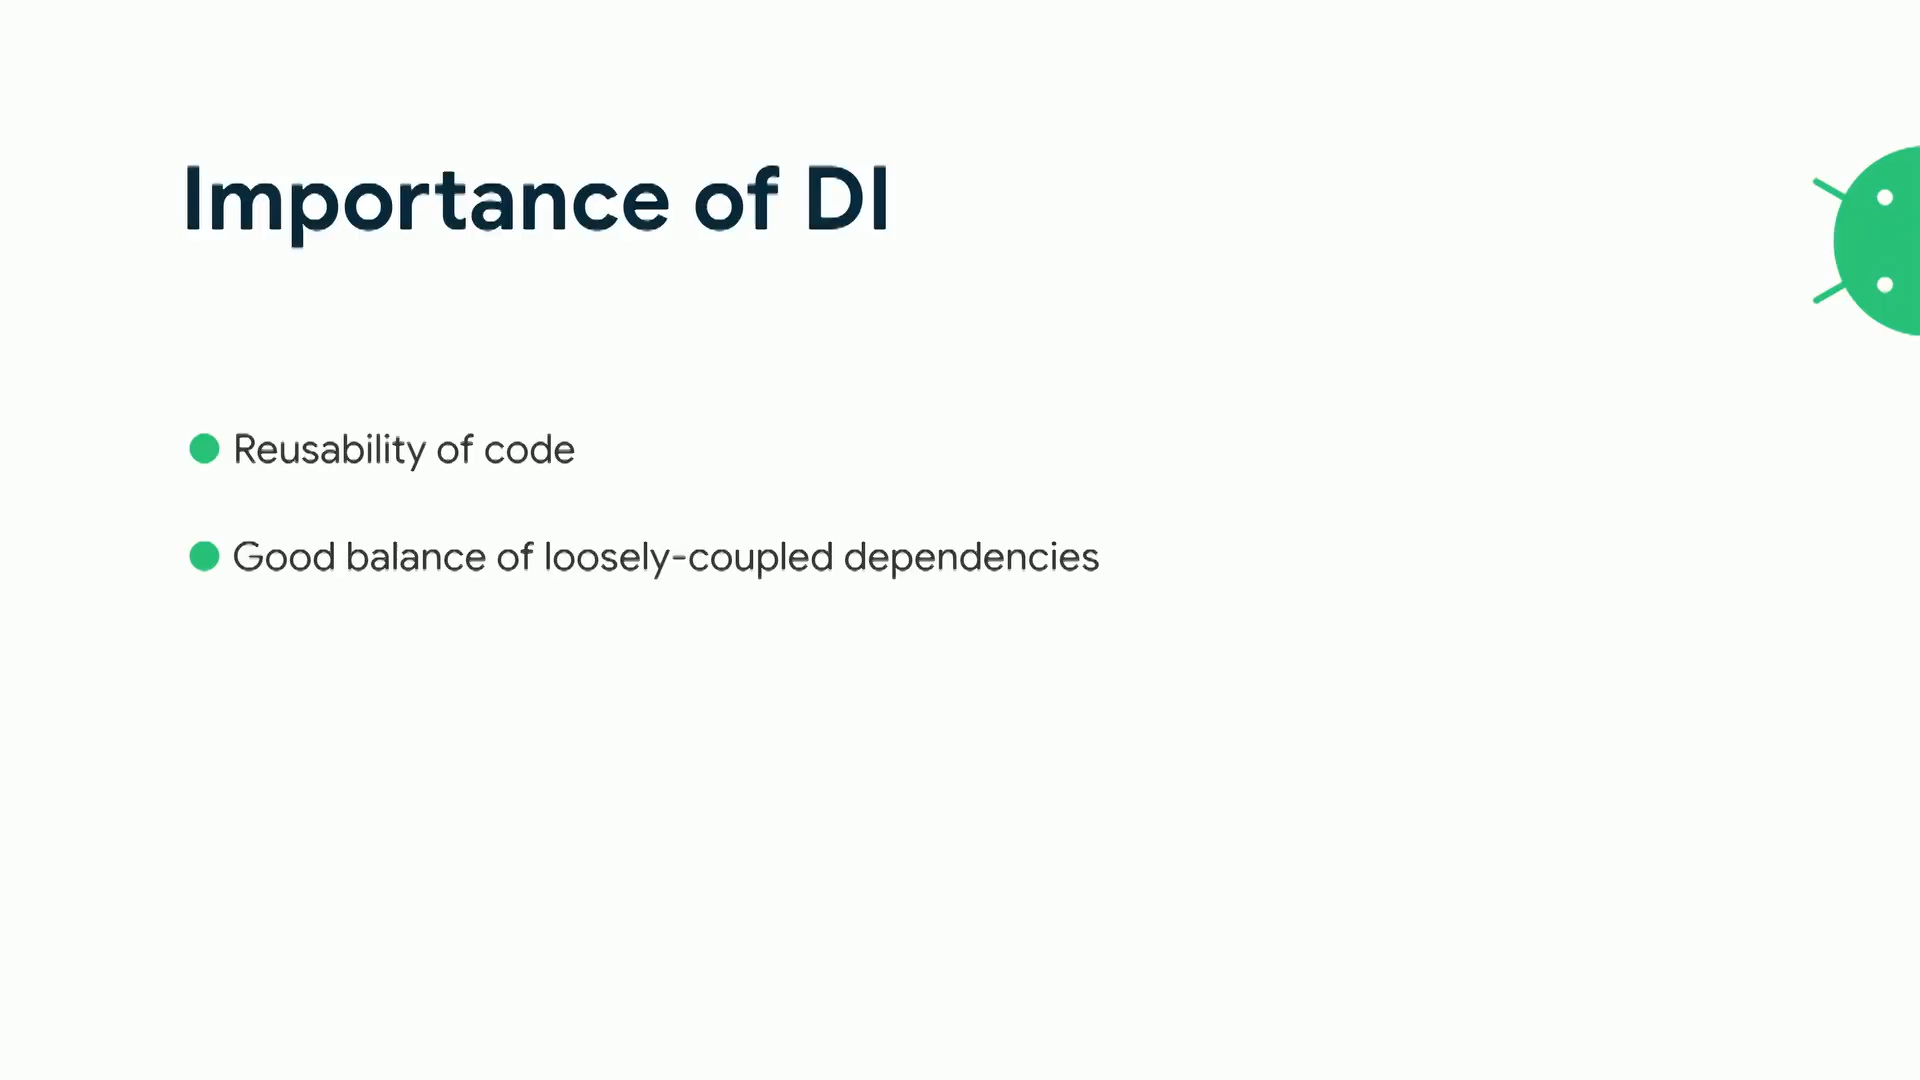 Importance of DI
Reusability of code
Good balance of loosely-coupled dependencies